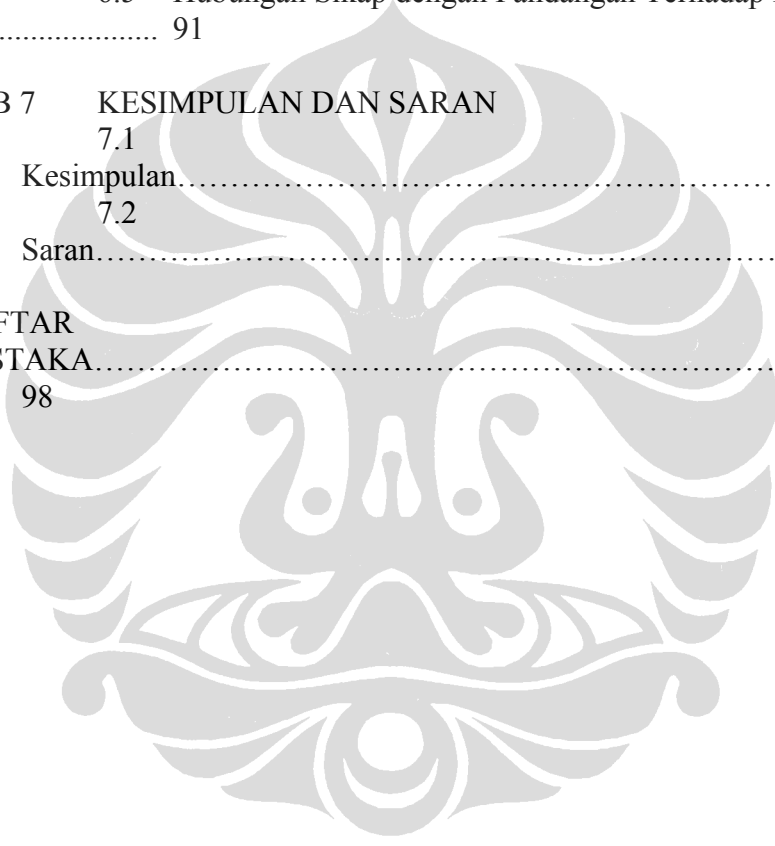 Hubungan Sikap dengan Pandangan Terhadap
..................... 91
B 7 KESIMPULAN DAN SARAN
7.1
Kesimpulan…………………………………………………
7.2
Saran…………………………………………………………
FTAR
STAKA…………………………………………………………
98